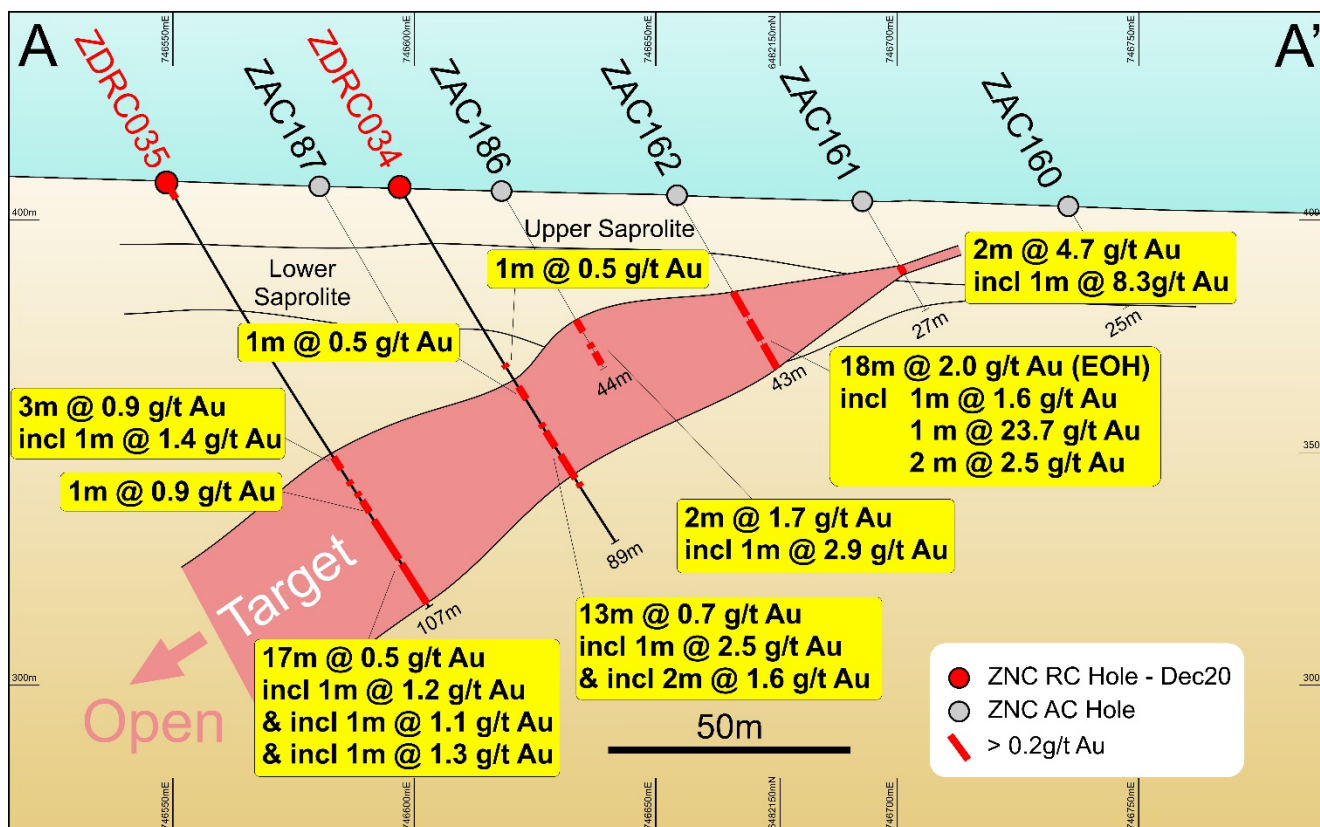 A
A'
746550mE
746600mE
746650mE
6482150mN
746700mE
746750mE
ZDRC035
ZAC187
ZDRC034
ZAC186
ZAC162
ZAC161
ZAC160
400m
Upper Saprolite
Lower
Saprolite
1m @ 0.5 g/t Au
2m @ 4.7 g/t Au
incl 1m @ 8.3g/t Au
27m
25m
1m @ 0.5 g/t Au
44m
43m
18m @ 2.0 g/t Au (EOH)
incl 1m @ 1.6 g/t Au
1 m @ 23.7 g/t Au
2 m @ 2.5 g/t Au
3m @ 0.9 g/t Au
incl 1m @ 1.4 g/t Au
1m @ 0.9 g/t Au
2m @ 1.7 g/t Au
incl 1m @ 2.9 g/t Au
89m
Target
107m
13m @ 0.7 g/t Au
incl 1m @ 2.5 g/t Au
& incl 2m @ 1.6 g/t Au
17m @ 0.5 g/t Au
incl 1m @ 1.2 g/t Au
& incl 1m @ 1.1 g/t Au
& incl 1m @ 1.3 g/t Au
300m
Open
50m
ZNC RC Hole - Dec20
ZNC AC Hole
> 0.2g/t Au
746550mE
746600mE
746650mE
6482150mN
746700mE
746750mE